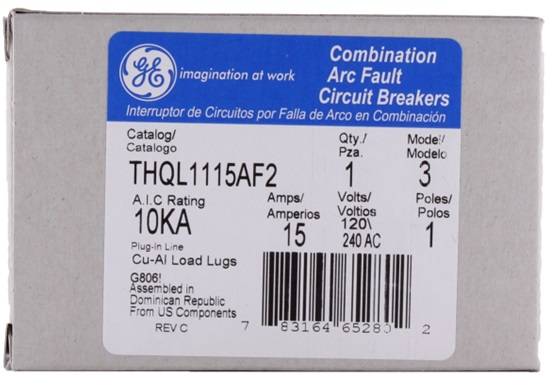 GE imagination at work
Combination
Arc Fault
Circuit Breakers
Interruptor de Circuitos por Falla de Arco en Combinación
Catalog/ Qty./ Model/
Catalogo Pza. Modelo
THQL1115AF2 1 3
A.I.C Rating Amps/ Volts/ Poles/
10KA Amperios Voltios Polos
15 120\ 1
240 AC
Plug-In Line
Cu-Al Load Lugs
Assembled in
Dominican Republic
From US Components
REV C
7 83164 65280 2